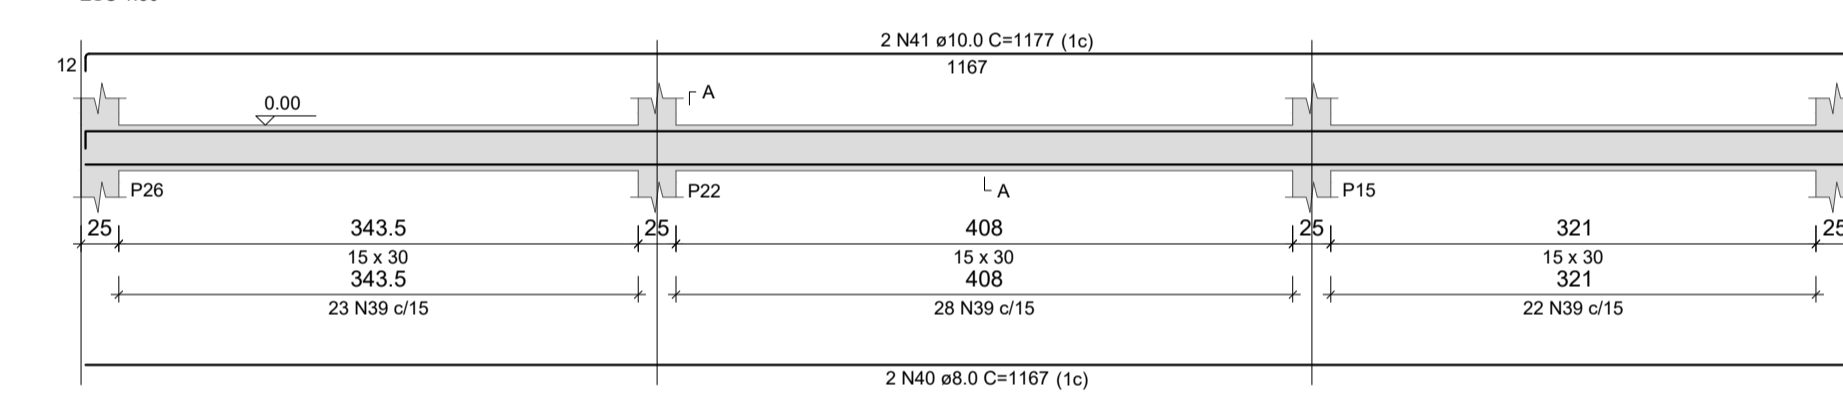 2 N41 ø10.0 C=1177 (1c)
12
1167
A
0.00
P26
P22
A
P15
25
343.5
25
408
25
321
25
15 x 30
15 x 30
15 x 30
343.5
408
321
23 N39 c/15
28 N39 c/15
22 N39 c/15
2 N40 ø8.0 C=1167 (1c)